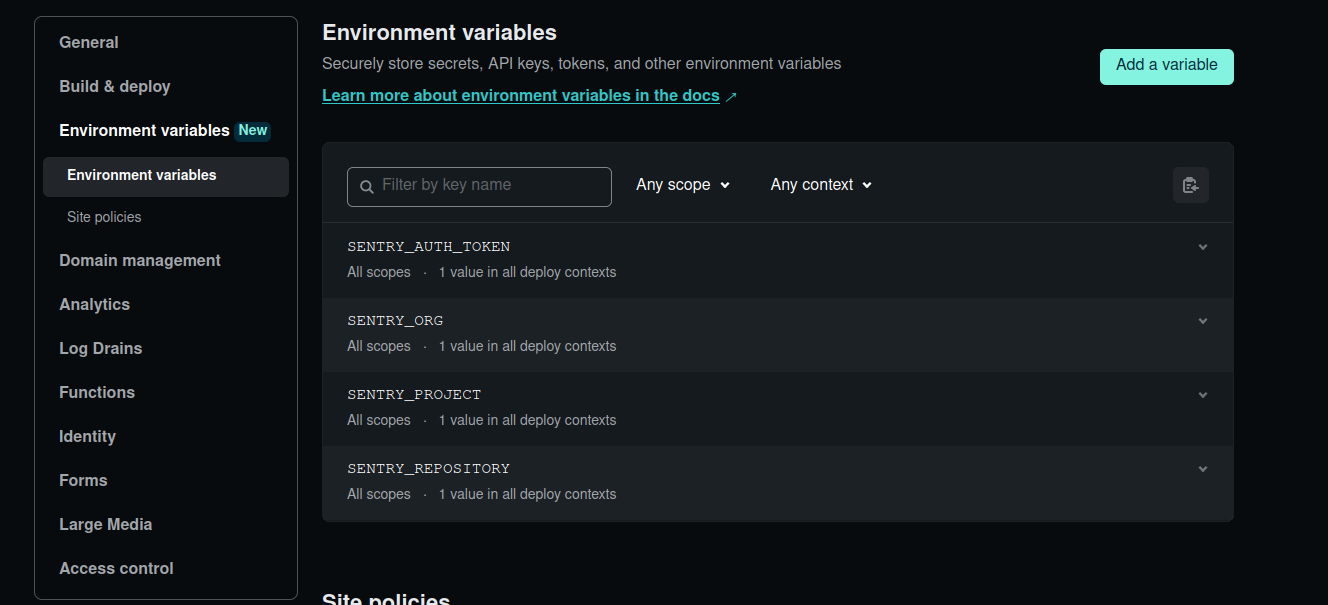 General
Build & deploy
Environment variables New
Environment variables
Site policies
Domain management
Analytics
Log Drains
Functions
Identity
Forms
Large Media
Access control
Environment variables
Securely store secrets, API keys, tokens, and other environment variables
Learn more about environment variables in the docs ↗
Add a variable
Filter by key name
Any scope
Any context
SENTRY_AUTH_TOKEN
All scopes · 1 value in all deploy contexts
SENTRY_ORG
All scopes · 1 value in all deploy contexts
SENTRY_PROJECT
All scopes · 1 value in all deploy contexts
SENTRY_REPOSITORY
All scopes · 1 value in all deploy contexts
Site policies